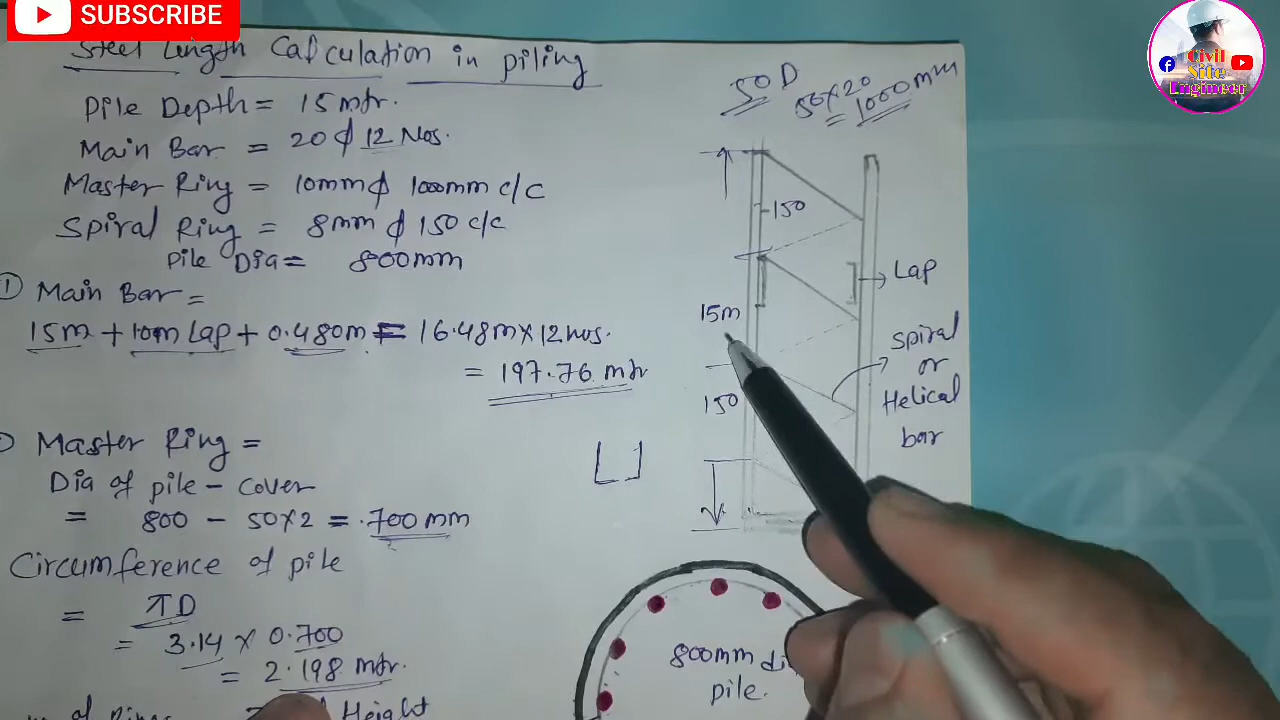 SUBSCRIBE
Steel Length Calculation in piling
Pile Depth = 15 mtr.
Main Bar = 20 ϕ 12 Nos.
Master Ring = 10mm ϕ 1000mm c/c
Spiral Ring = 8mm ϕ 150 c/c
Pile Dia = 800mm
① Main Bar =
15m + 10m Lap + 0.480m = 16.48m × 12 nos.
= 197.76 mtr
Master Ring =
Dia of pile - Cover
= 800 - 50×2 = 700 mm
Circumference of pile
= πD
= 3.14 × 0.700
= 2.198 mtr.
of Rings
Height
50D
50×20
1000mm
150
Lap
15m
Spiral
or
Helical
bar
150
800mm di
pile.
Civil
Site
Engineer